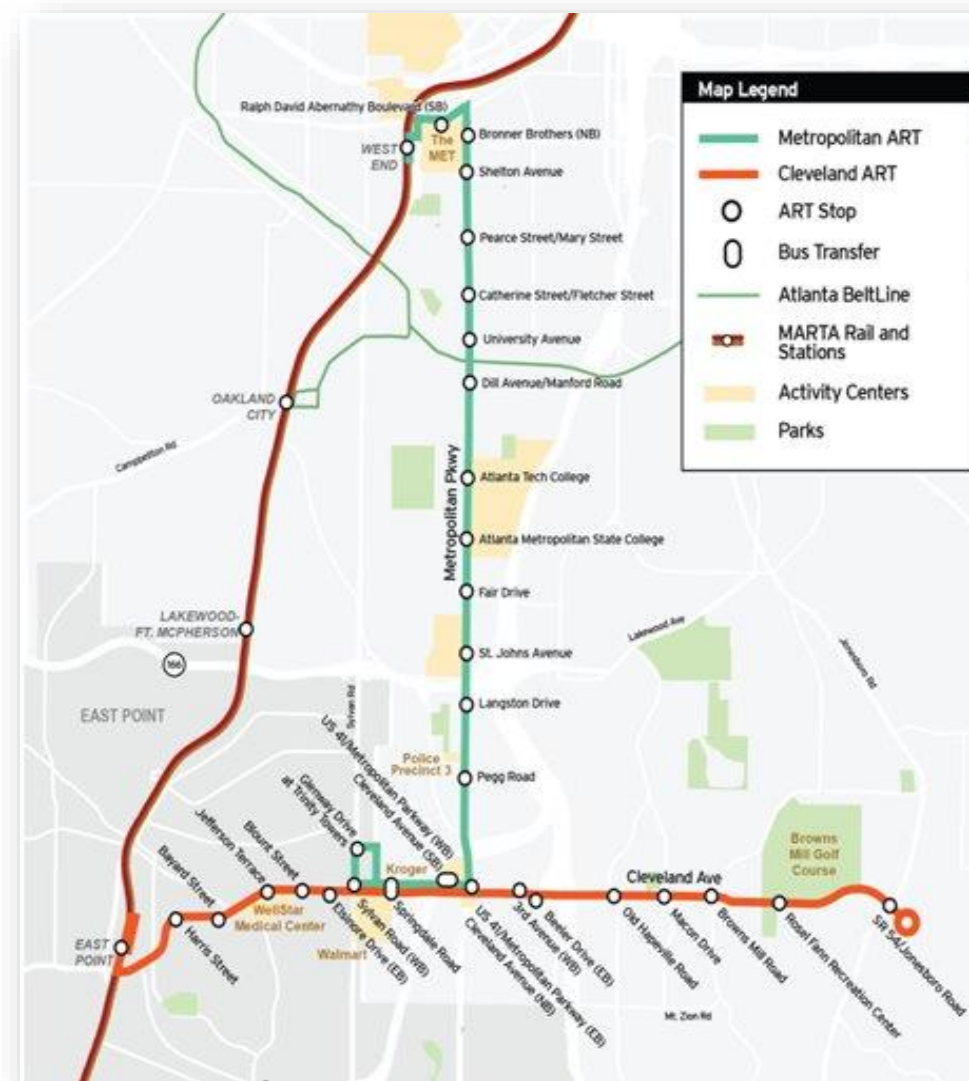 Map Legend
Metropolitan ART
Cleveland ART
ART Stop
Bus Transfer
Atlanta BeltLine
MARTA Rail and
Stations
Activity Centers
Parks
Ralph David Abernathy Boulevard (SB)
The
MET
WEST
END
Bronner Brothers (NB)
Shelton Avenue
Pearce Street/Mary Street
Catherine Street/Fletcher Street
University Avenue
Dill Avenue/Manford Road
OAKLAND
CITY
Campbellton Rd
Metropolitan Pkwy
Atlanta Tech College
Atlanta Metropolitan State College
Fair Drive
LAKEWOOD-
FT. MCPHERSON
166
Lakewood Ave
Jonesboro Rd
St. Johns Avenue
Langston Drive
EAST POINT
Sylvan Rd
Police
Precinct 3
Pegg Road
US 41/Metropolitan Parkway (WB)
Cleveland Avenue (SB)
Glenway Drive
at Trinity Towers
Kroger
Blount Street
Jefferson Terrace
Bayard Street
Harris Street
EAST
POINT
WellStar
Medical Center
Walmart
Elsmore Drive (EB)
Sylvan Road (WB)
Springdale Road
US 41/Metropolitan Parkway (EB)
Cleveland Avenue (NB)
3rd Avenue (WB)
Beeler Drive (EB)
Cleveland Ave
Old Hapeville Road
Macon Drive
Browns Mill Road
Browns
Mill Golf
Course
Rosel Fann Recreation Center
SR 54/Jonesboro Road
Mt. Zion Rd